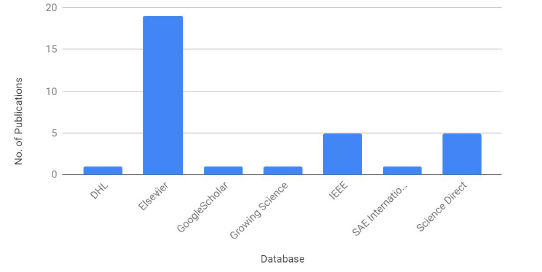 20
15
10
5
0
No. of Publications
DHL
Elsevier
GoogleScholar
Growing Science
IEEE
SAE Internatio...
Science Direct
Database